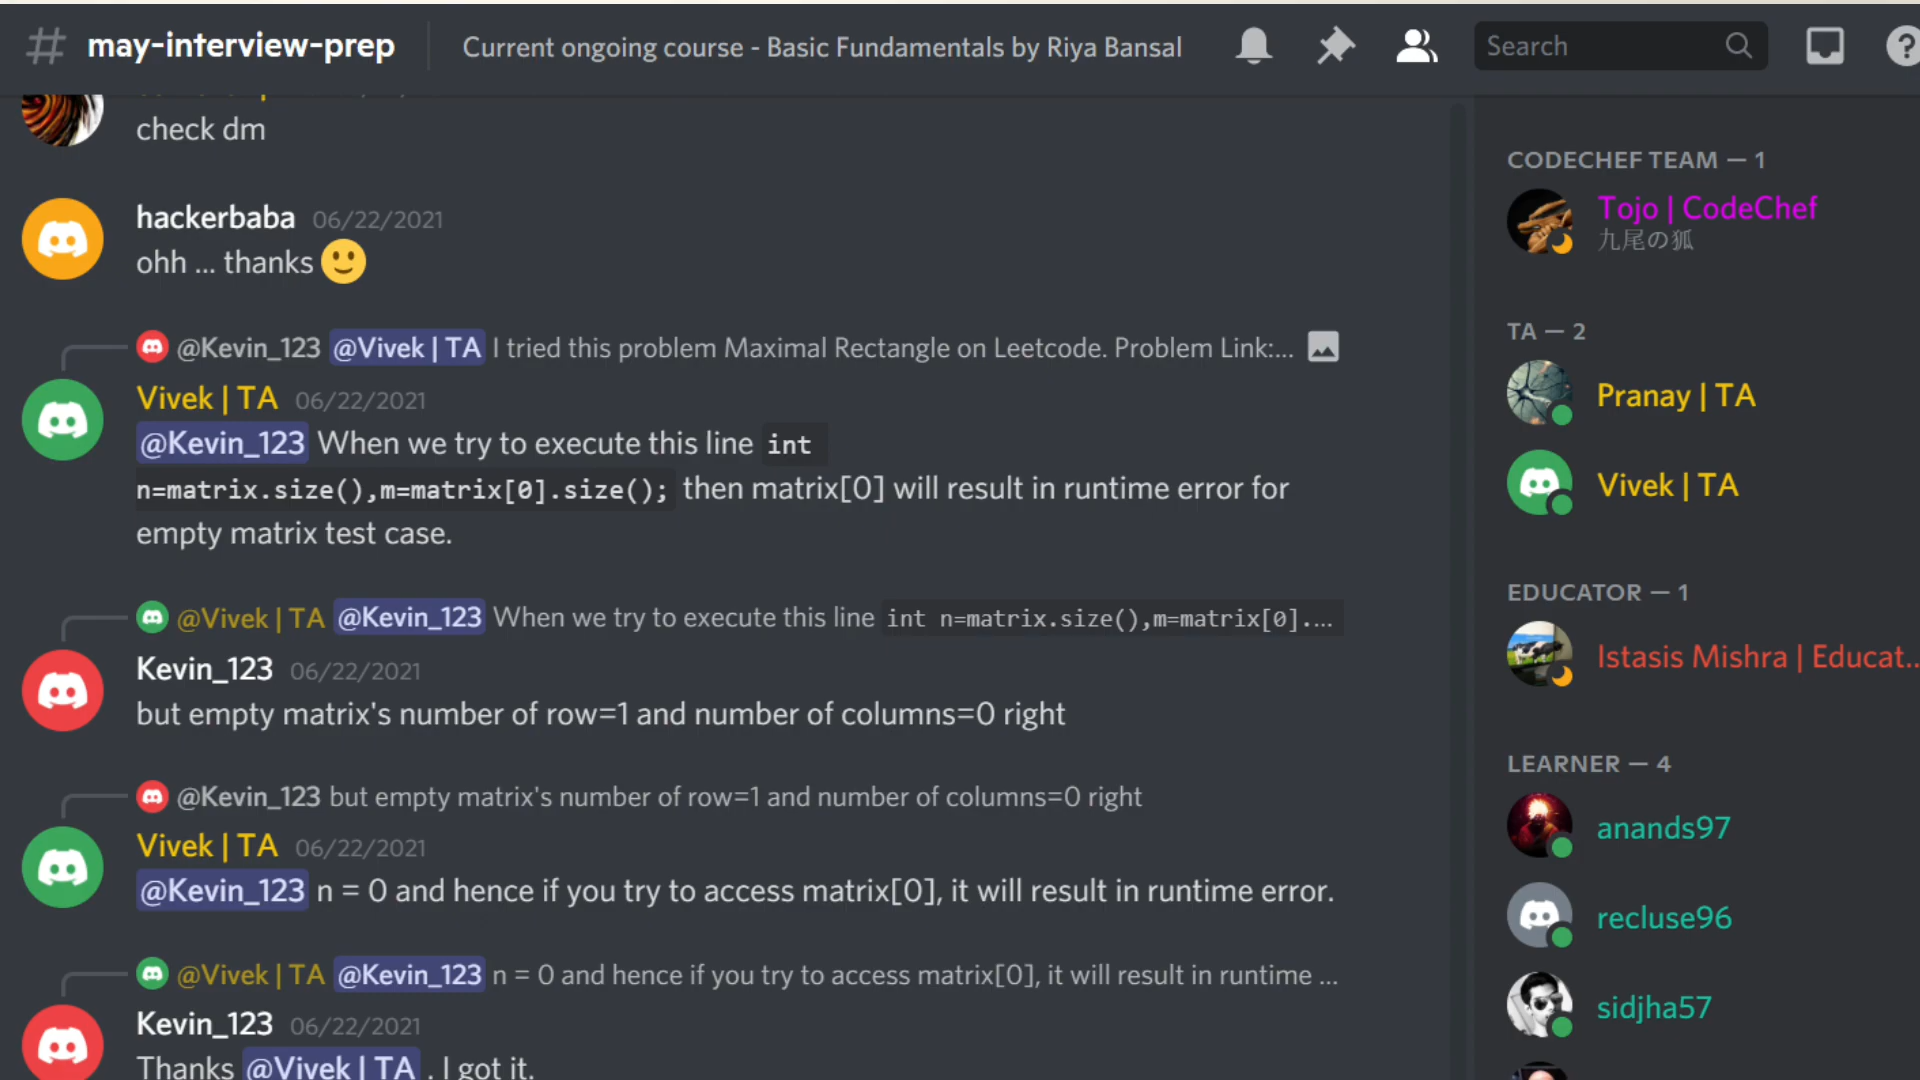 # may-interview-prep
Current ongoing course - Basic Fundamentals by Riya Bansal
Search
?
check dm
hackerbaba 06/22/2021
ohh ... thanks 🙂
@Kevin_123 @Vivek | TA I tried this problem Maximal Rectangle on Leetcode. Problem Link:...
Vivek | TA 06/22/2021
@Kevin_123 When we try to execute this line int
n=matrix.size(),m=matrix[0].size(); then matrix[0] will result in runtime error for
empty matrix test case.
@Vivek | TA @Kevin_123 When we try to execute this line int n=matrix.size(),m=matrix[0]....
Kevin_123 06/22/2021
but empty matrix's number of row=1 and number of columns=0 right
@Kevin_123 but empty matrix's number of row=1 and number of columns=0 right
Vivek | TA 06/22/2021
@Kevin_123 n = 0 and hence if you try to access matrix[0], it will result in runtime error.
@Vivek | TA @Kevin_123 n = 0 and hence if you try to access matrix[0], it will result in runtime ...
Kevin_123 06/22/2021
Thanks @Vivek | TA . I got it.
CODECHEF TEAM — 1
Tojo | CodeChef
九尾の狐
TA — 2
Pranay | TA
Vivek | TA
EDUCATOR — 1
Istasis Mishra | Educat...
LEARNER — 4
anands97
recluse96
sidjha57